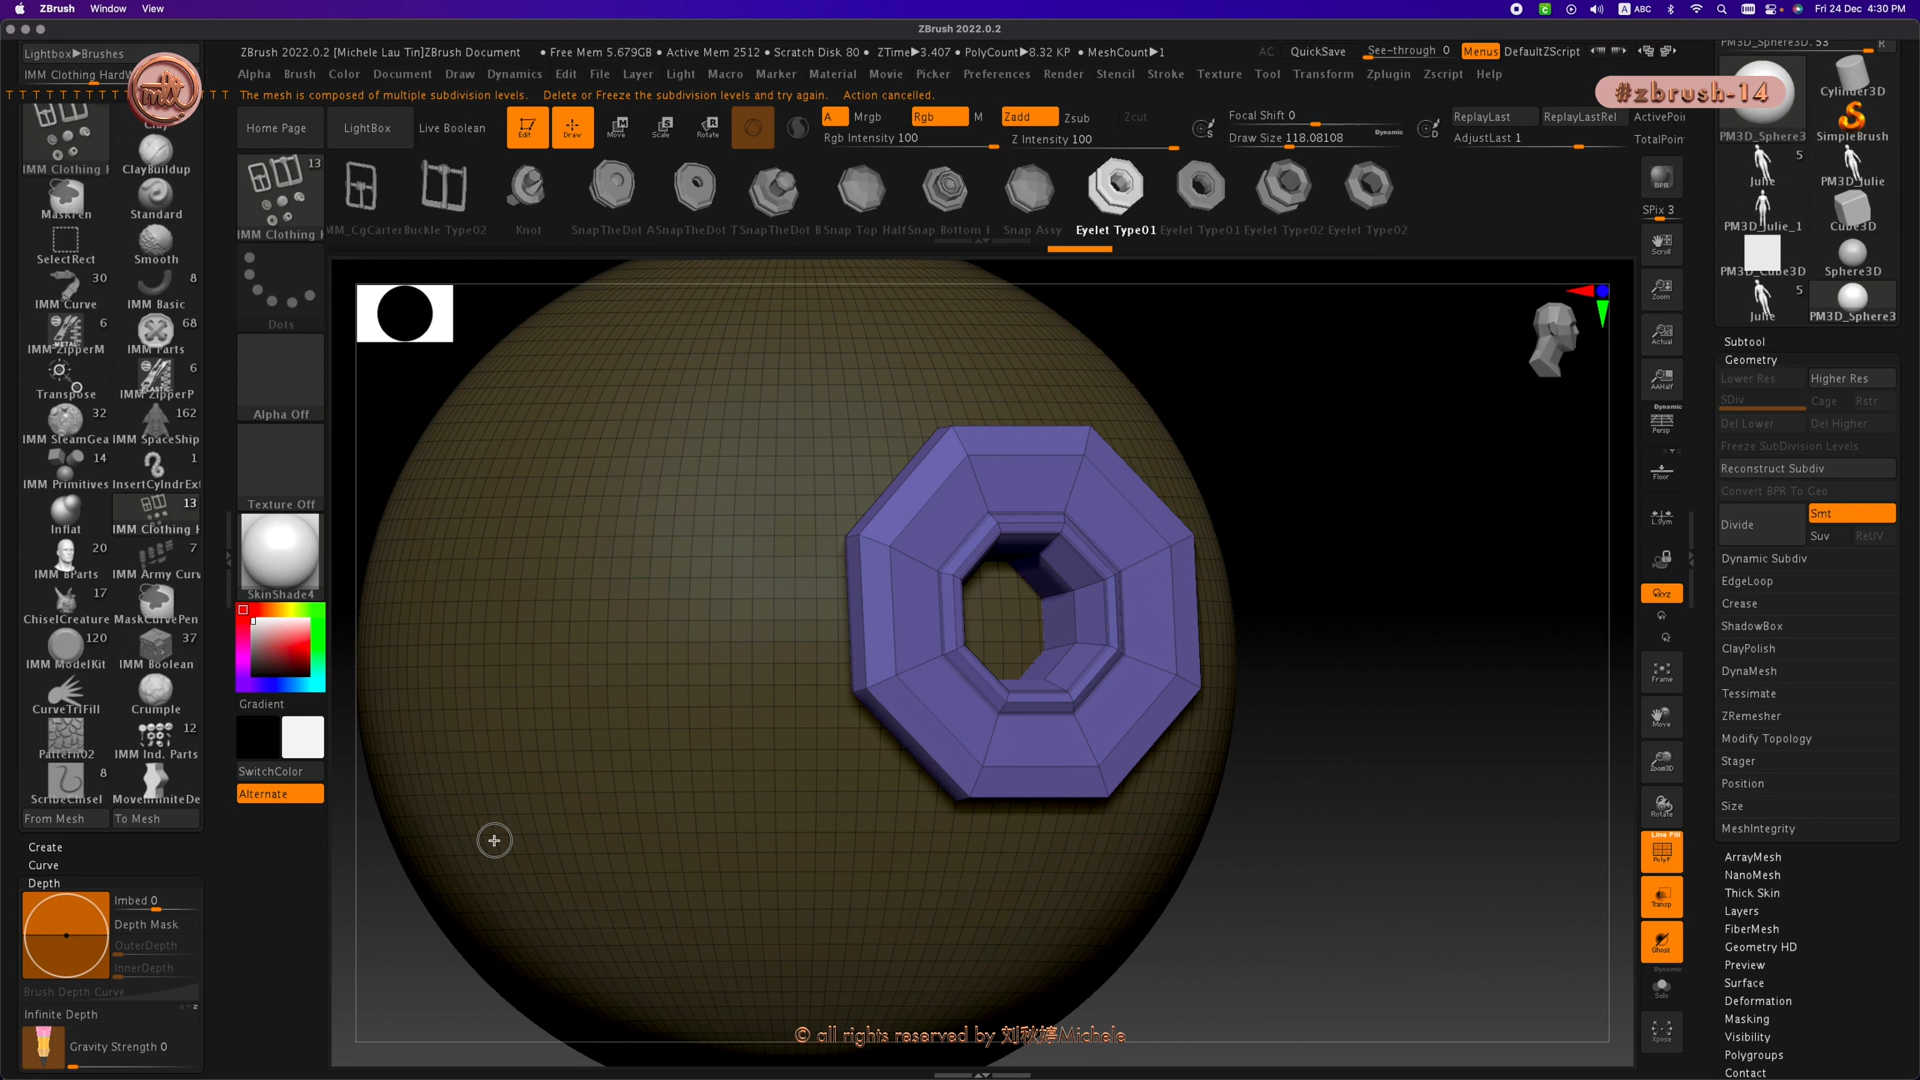 ZBrush Window View
ABC Fri 24 Dec 4:30 PM
ZBrush 2022.0.2
Lightbox▶Brushes
ZBrush 2022.0.2 [Michele Lau Tin]ZBrush Document • Free Mem 5.679GB • Active Mem 2512 • Scratch Disk 80 • ZTime▶3.407 • PolyCount▶8.32 KP • MeshCount▶1
AC QuickSave See-through 0 Menus DefaultZScript
Alpha Brush Color Document Draw Dynamics Edit File Layer Light Macro Marker Material Movie Picker Preferences Render Stencil Stroke Texture Tool Transform Zplugin Zscript Help
The mesh is composed of multiple subdivision levels. Delete or Freeze the subdivision levels and try again. Action cancelled.
#zbrush-14
Home Page LightBox Live Boolean Edit Draw Move Scale Rotate
A Mrgb Rgb M Zadd Zsub Zcut
Rgb Intensity 100 Z Intensity 100
Focal Shift 0
Draw Size 118.08108 Dynamic
ReplayLast ReplayLastRel
AdjustLast 1
ActivePoi
TotalPoin
Buckle Type02 Knot Snap Assy Eyelet Type01 Eyelet Type01 Eyelet Type02 Eyelet Type02
ClayBuildup
MaskPen Standard
SelectRect Smooth
30 8
IMM Curve IMM Basic
6 68
IMM ZipperM IMM Parts
6
Transpose IMM ZipperP
32 162
IMM SteamGea IMM SpaceShip
14 1
IMM Primitives InsertCylndrExt
13
Inflat IMM Clothing H
20 7
IMM BParts IMM Army Curv
17
ChiselCreature MaskCurvePen
120 37
IMM ModelKit IMM Boolean
CurveTriFill Crumple
12
Pattern02 IMM Ind. Parts
8
ScribeChisel MoveInfiniteDe
From Mesh To Mesh
Create
Curve
Depth
Imbed 0
Depth Mask
OuterDepth
InnerDepth
Brush Depth Curve
Infinite Depth
Gravity Strength 0
13
IMM Clothing H
Dots
Alpha Off
Texture Off
SkinShade4
Gradient
SwitchColor
Alternate
BPR
SPix 3
Scroll
Zoom
Actual
AAHalf
Dynamic
Persp
Floor
L.Sym
XYZ
Frame
Move
Zoom3D
Rotate
Line Fill
PolyF
Transp
Ghost
Dynamic
Solo
Xpose
PM3D_Sphere3D. 53 R
Cylinder3D
PM3D_Sphere3 SimpleBrush
5
Julie PM3D_Julie
PM3D_Julie_1 Cube3D
PM3D_Cube3D Sphere3D
5
Julie PM3D_Sphere3
Subtool
Geometry
Lower Res Higher Res
SDiv Cage Rstr
Del Lower Del Higher
Freeze SubDivision Levels
Reconstruct Subdiv
Convert BPR To Geo
Divide Smt
Suv ReUV
Dynamic Subdiv
EdgeLoop
Crease
ShadowBox
ClayPolish
DynaMesh
Tessimate
ZRemesher
Modify Topology
Stager
Position
Size
MeshIntegrity
ArrayMesh
NanoMesh
Thick Skin
Layers
FiberMesh
Geometry HD
Preview
Surface
Deformation
Masking
Visibility
Polygroups
Contact
© all rights reserved by 刘秋婷Michele